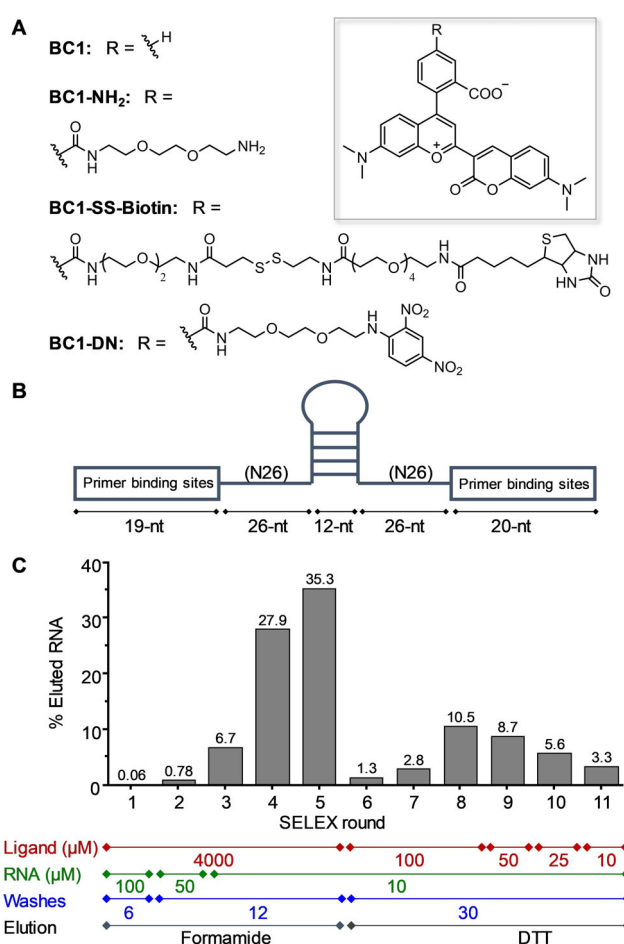 A
BC1: R =
H
BC1-NH₂: R =
O
N
H
O
O
NH₂
R
COO⁻
N
O
+
O
O
N
BC1-SS-Biotin: R =
O
N
H
O
2
N
H
O
S
S
H
N
O
O
4
H
N
O
S
NH
HN
O
BC1-DN: R =
O
N
H
O
O
H
N
NO₂
NO₂
B
(N26) (N26)
Primer binding sites Primer binding sites
19-nt 26-nt 12-nt 26-nt 20-nt
C
% Eluted RNA
40
30
20
10
0
0.06 0.78 6.7 27.9 35.3 1.3 2.8 10.5 8.7 5.6 3.3
1 2 3 4 5 6 7 8 9 10 11
SELEX round
Ligand (µM) 4000 100 50 25 10
RNA (µM) 100 50 10
Washes 6 12 30
Elution Formamide DTT